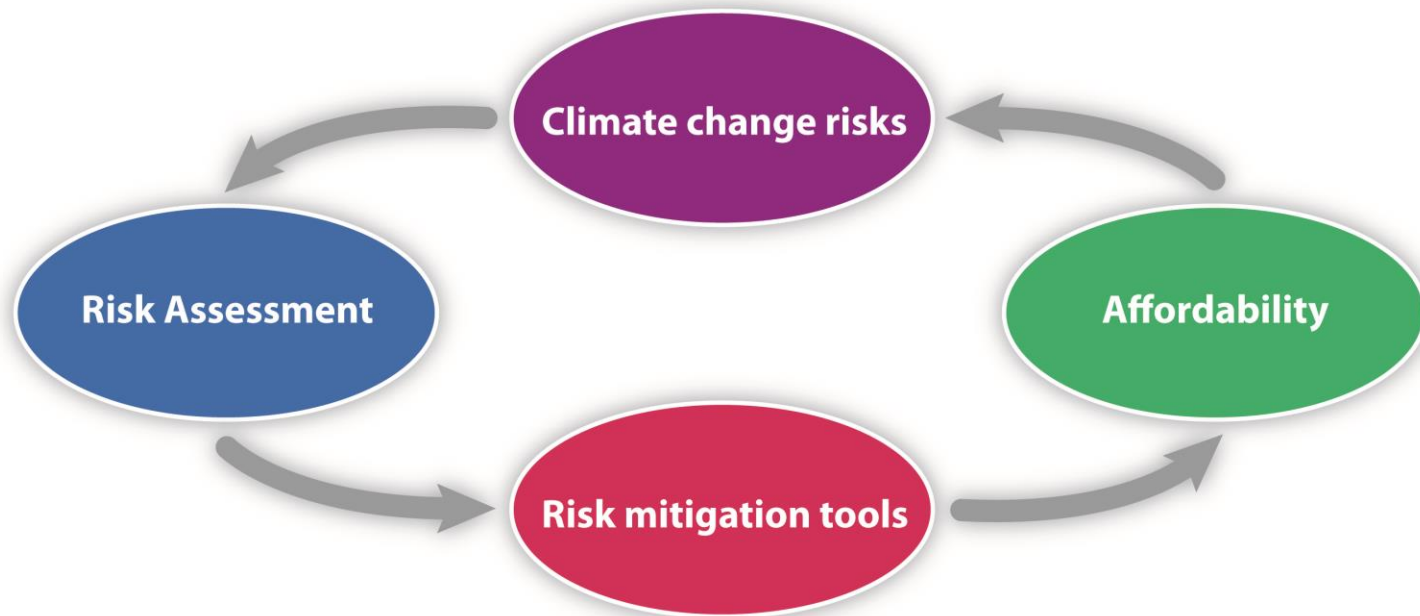 Climate change risks
Risk Assessment
Affordability
Risk mitigation tools